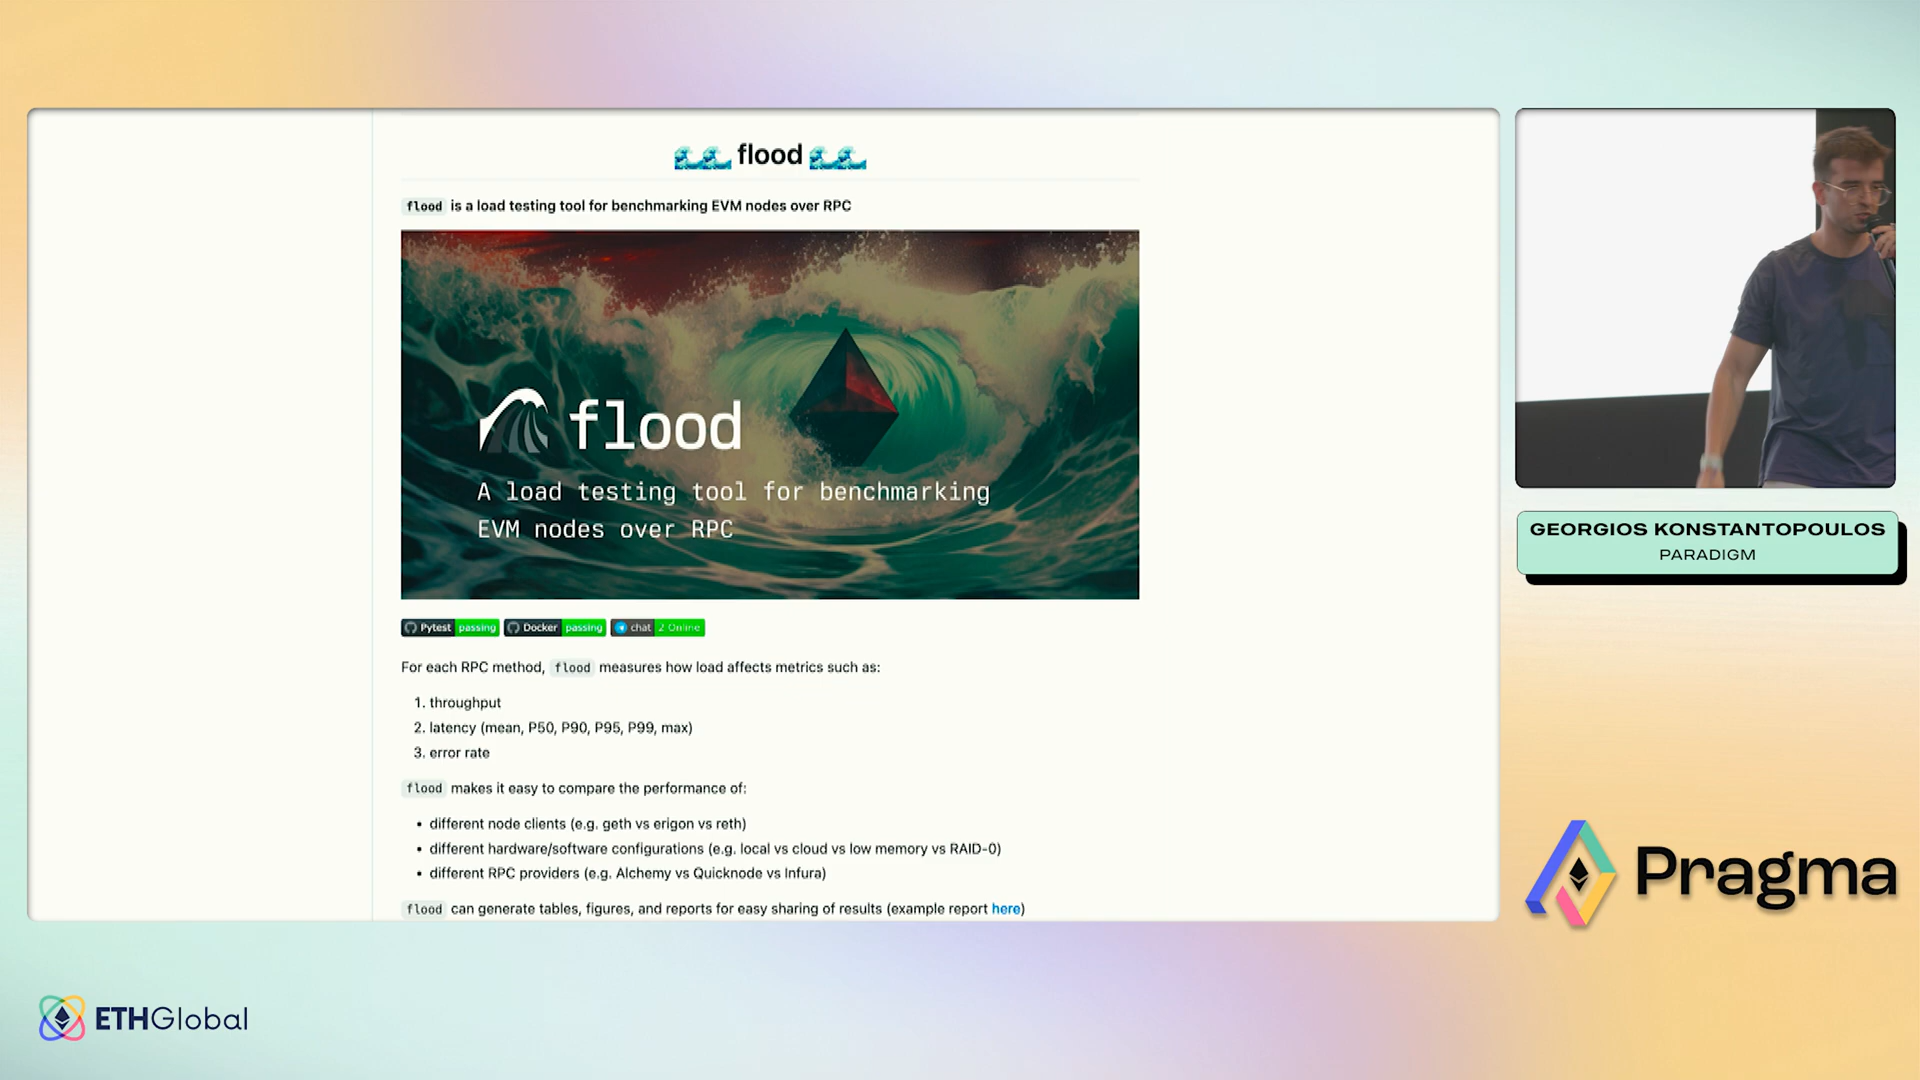 flood
flood is a load testing tool for benchmarking EVM nodes over RPC
flood
A load testing tool for benchmarking
EVM nodes over RPC
Pytest passing Docker passing chat 2 Online
For each RPC method, flood measures how load affects metrics such as:
1. throughput
2. latency (mean, P50, P90, P95, P99, max)
3. error rate
flood makes it easy to compare the performance of:
• different node clients (e.g. geth vs erigon vs reth)
• different hardware/software configurations (e.g. local vs cloud vs low memory vs RAID-0)
• different RPC providers (e.g. Alchemy vs Quicknode vs Infura)
flood can generate tables, figures, and reports for easy sharing of results (example report here)
GEORGIOS KONSTANTOPOULOS
PARADIGM
Pragma
ETHGlobal